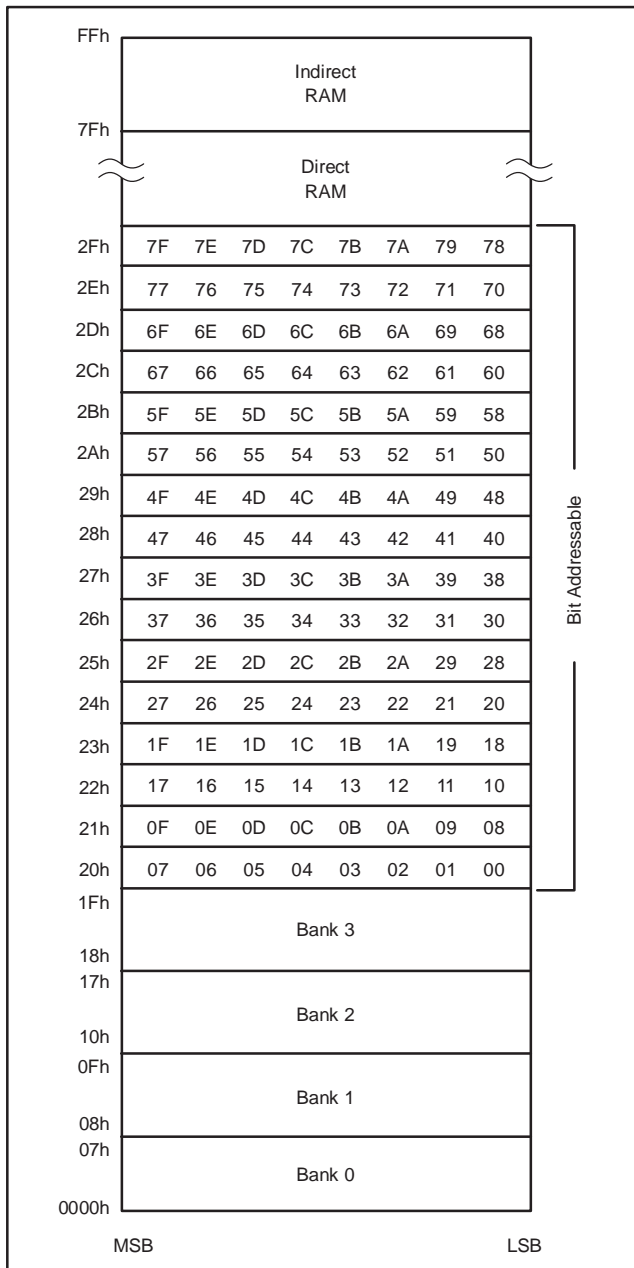 FFh
Indirect
RAM
7Fh
Direct
RAM
2Fh 7F 7E 7D 7C 7B 7A 79 78
2Eh 77 76 75 74 73 72 71 70
2Dh 6F 6E 6D 6C 6B 6A 69 68
2Ch 67 66 65 64 63 62 61 60
2Bh 5F 5E 5D 5C 5B 5A 59 58
2Ah 57 56 55 54 53 52 51 50
29h 4F 4E 4D 4C 4B 4A 49 48
28h 47 46 45 44 43 42 41 40
27h 3F 3E 3D 3C 3B 3A 39 38
26h 37 36 35 34 33 32 31 30
25h 2F 2E 2D 2C 2B 2A 29 28
24h 27 26 25 24 23 22 21 20
23h 1F 1E 1D 1C 1B 1A 19 18
22h 17 16 15 14 13 12 11 10
21h 0F 0E 0D 0C 0B 0A 09 08
20h 07 06 05 04 03 02 01 00
Bit Addressable
1Fh
Bank 3
18h
17h
Bank 2
10h
0Fh
Bank 1
08h
07h
Bank 0
0000h
MSB LSB